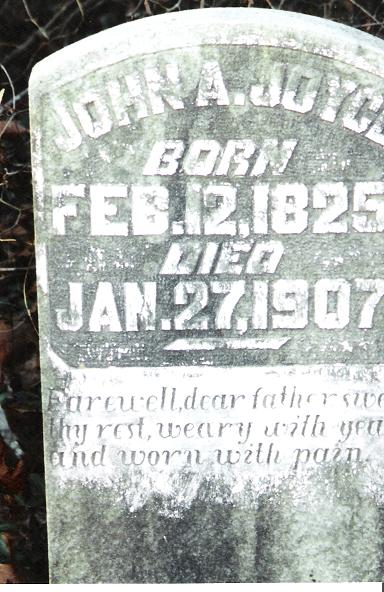 JOHN A. JOYCE
BORN
FEB. 12, 1825
DIED
JAN. 27, 1907
Farewell, dear father swe
thy rest, weary with yea
and worn with pain.